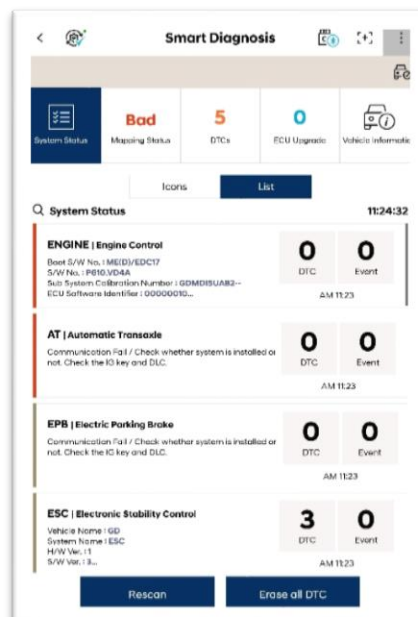 Smart Diagnosis
Bad
5
0
System Status
Mapping Status
DTCs
ECU Upgrade
Vehicle Informatic
Icons
List
System Status
11:24:32
ENGINE | Engine Control
Boot S/W No. : ME(D)/EDC17
S/W No. : P610.VD4A
Sub System Calibration Number : GDMDISUAB2--
ECU Software Identifier : 00000010...
0
0
DTC
Event
AM 11:23
AT | Automatic Transaxle
Communication Fail / Check whether system is installed or
not. Check the IG key and DLC.
0
0
DTC
Event
AM 11:23
EPB | Electric Parking Brake
Communication Fail / Check whether system is installed or
not. Check the IG key and DLC.
0
0
DTC
Event
AM 11:23
ESC | Electronic Stability Control
Vehicle Name : GD
System Name : ESC
H/W Ver. : 1
S/W Ver. : 3...
3
0
DTC
Event
AM 11:23
Rescan
Erase all DTC